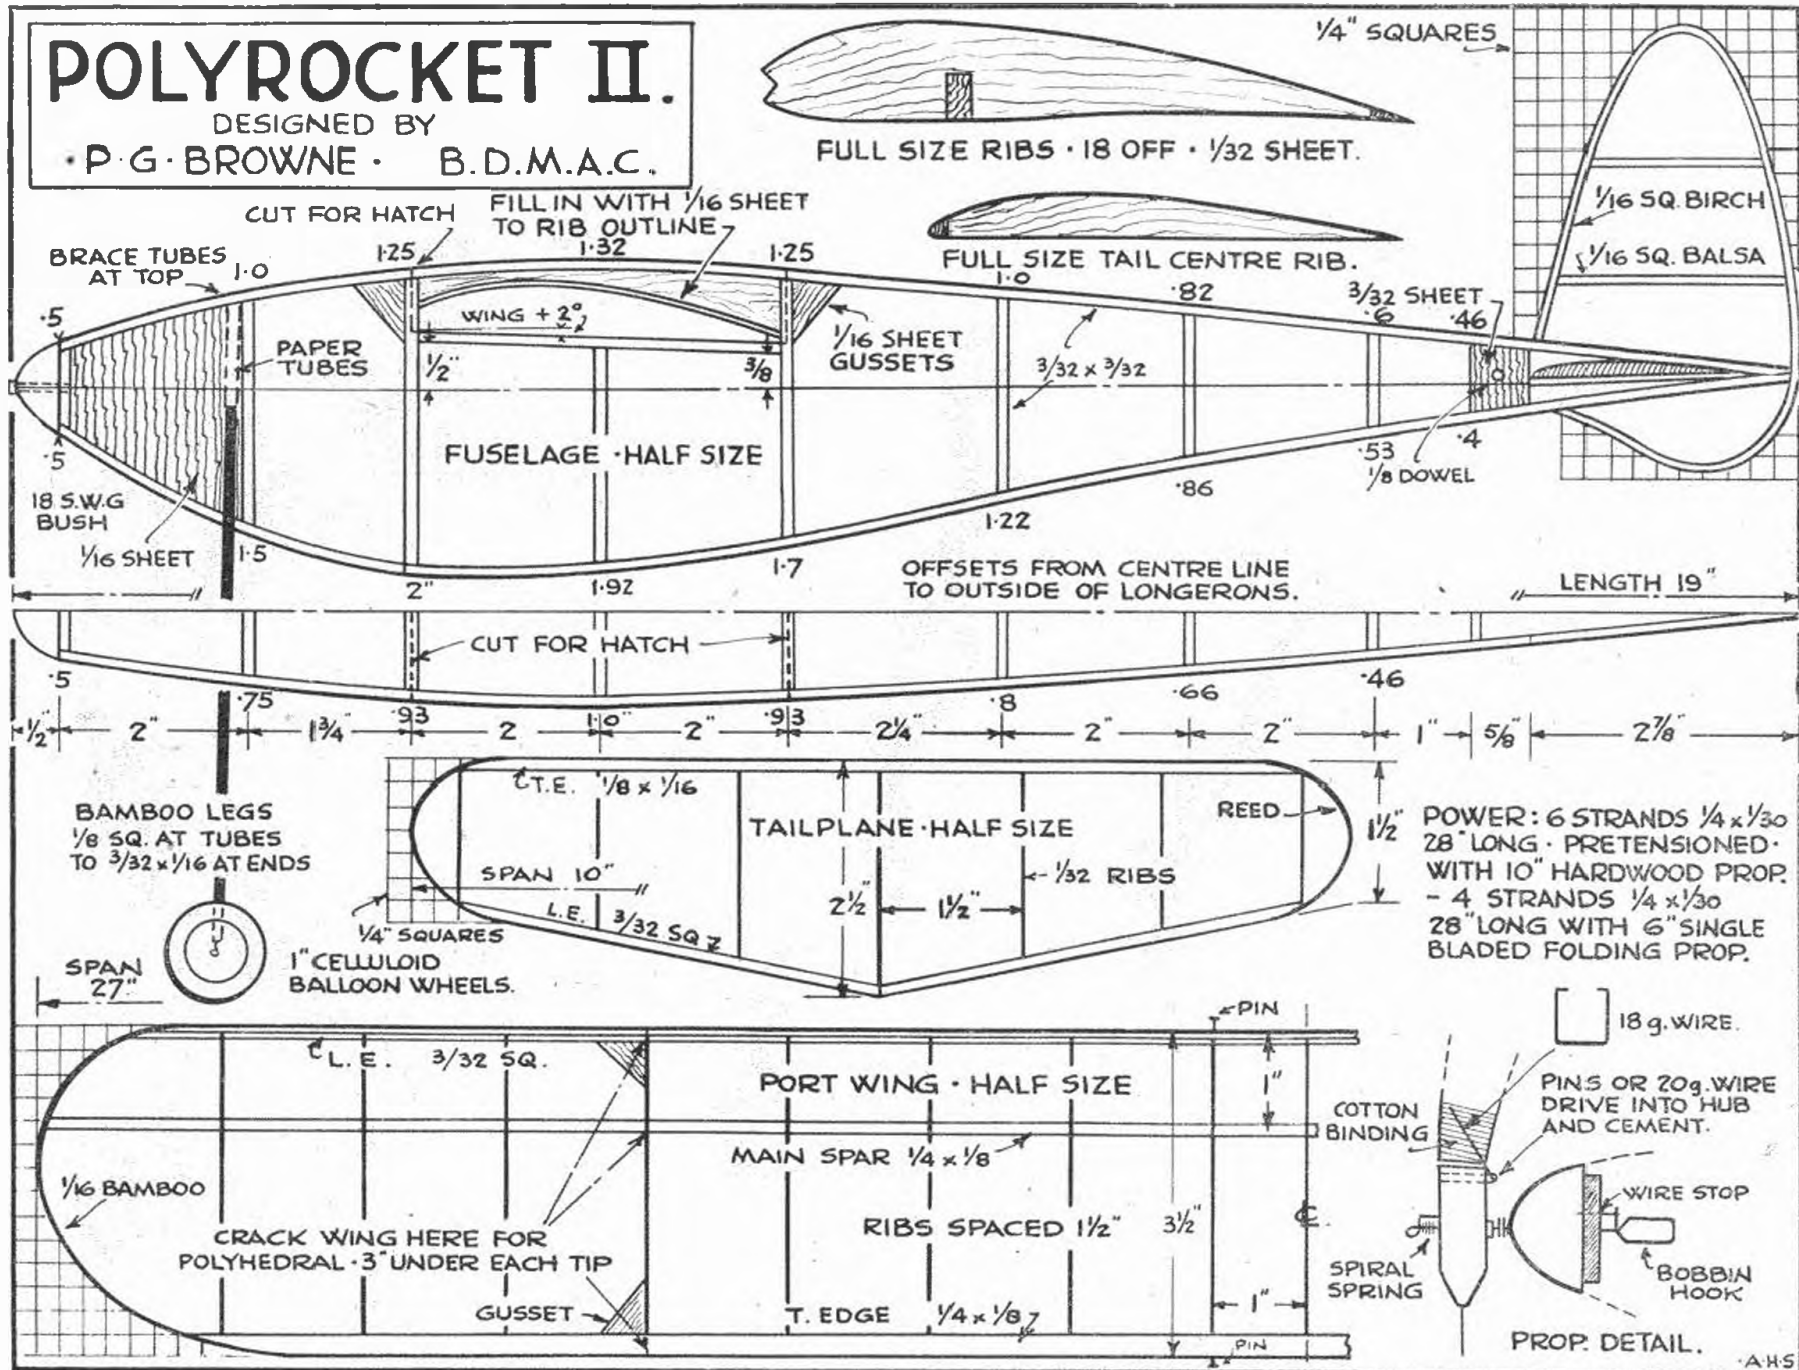 POLYROCKET II.
DESIGNED BY
·P·G·BROWNE· B.D.M.A.C.
FULL SIZE RIBS · 18 OFF · 1/32 SHEET.
1/4" SQUARES
FULL SIZE TAIL CENTRE RIB.
1/16 SQ. BIRCH
1/16 SQ. BALSA
CUT FOR HATCH
FILL IN WITH 1/16 SHEET
TO RIB OUTLINE
BRACE TUBES
AT TOP
·5
1·0
1·25
1·32
1·25
1·0
·82
·6
·46
3/32 SHEET
WING + 2°
PAPER
TUBES
1/2"
3/8
1/16 SHEET
GUSSETS
3/32 x 3/32
FUSELAGE · HALF SIZE
·5
18 S.W.G
BUSH
1/16 SHEET
1·5
2"
1·92
1·7
1·22
·86
·53
·4
1/8 DOWEL
OFFSETS FROM CENTRE LINE
TO OUTSIDE OF LONGERONS.
LENGTH 19"
CUT FOR HATCH
·5
·75
·93
1·0"
·93
·8
·66
·46
1/2"
2"
1 3/4"
2
2"
2 1/4"
2"
2"
1"
5/8"
2 7/8"
BAMBOO LEGS
1/8 SQ. AT TUBES
TO 3/32 x 1/16 AT ENDS
T.E. 1/8 x 1/16
TAILPLANE · HALF SIZE
REED
SPAN 10"
1/32 RIBS
2 1/2"
1 1/2"
1 1/2"
L.E. 3/32 SQ
1/4" SQUARES
1" CELLULOID
BALLOON WHEELS.
POWER: 6 STRANDS 1/4 x 1/30
28" LONG · PRETENSIONED ·
WITH 10" HARDWOOD PROP.
- 4 STRANDS 1/4 x 1/30
28" LONG WITH 6" SINGLE
BLADED FOLDING PROP.
SPAN
27"
L.E. 3/32 SQ.
PORT WING · HALF SIZE
PIN
1"
MAIN SPAR 1/4 x 1/8
1/16 BAMBOO
CRACK WING HERE FOR
POLYHEDRAL · 3" UNDER EACH TIP
RIBS SPACED 1 1/2"
3 1/2"
GUSSET
T. EDGE 1/4 x 1/8
1"
PIN
18 g. WIRE.
PINS OR 20g. WIRE
DRIVE INTO HUB
AND CEMENT.
COTTON
BINDING
WIRE STOP
SPIRAL
SPRING
BOBBIN
HOOK
PROP. DETAIL.
·A·H·S